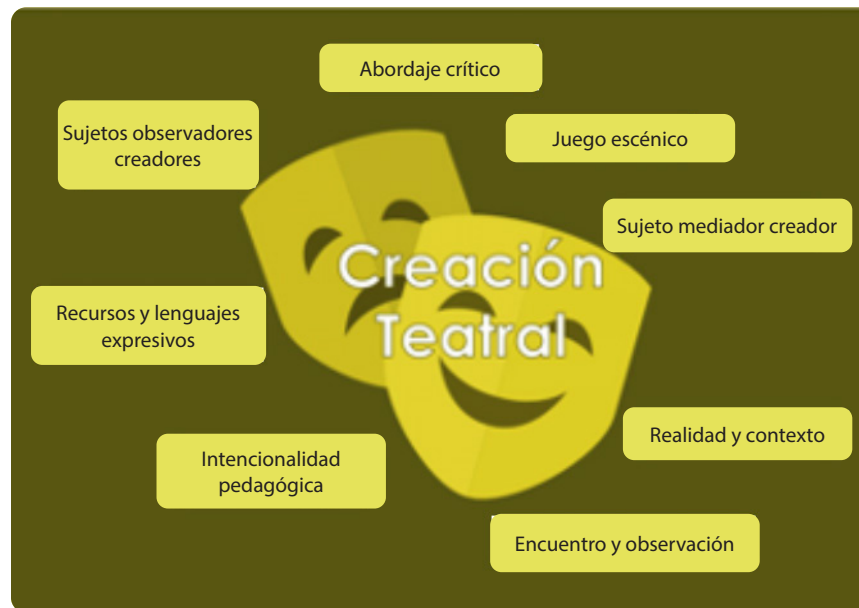 Abordaje crítico
Sujetos observadores
creadores
Juego escénico
Sujeto mediador creador
Creación
Teatral
Recursos y lenguajes
expresivos
Realidad y contexto
Intencionalidad
pedagógica
Encuentro y observación